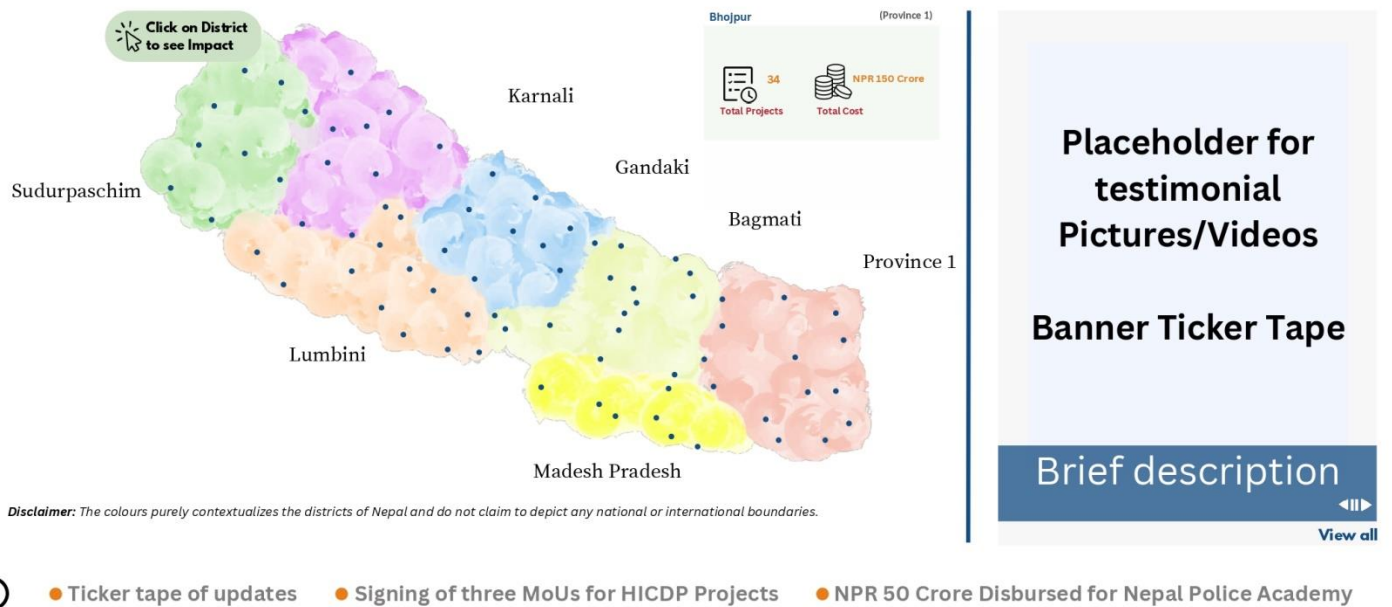 Click on District
to see Impact
Bhojpur (Province 1)
34
Total Projects
NPR 150 Crore
Total Cost
Karnali
Gandaki
Sudurpaschim
Bagmati
Province 1
Lumbini
Madesh Pradesh
Disclaimer: The colours purely contextualizes the districts of Nepal and do not claim to depict any national or international boundaries.
Placeholder for
testimonial
Pictures/Videos
Banner Ticker Tape
Brief description
View all
Ticker tape of updates
Signing of three MoUs for HICDP Projects
NPR 50 Crore Disbursed for Nepal Police Academy